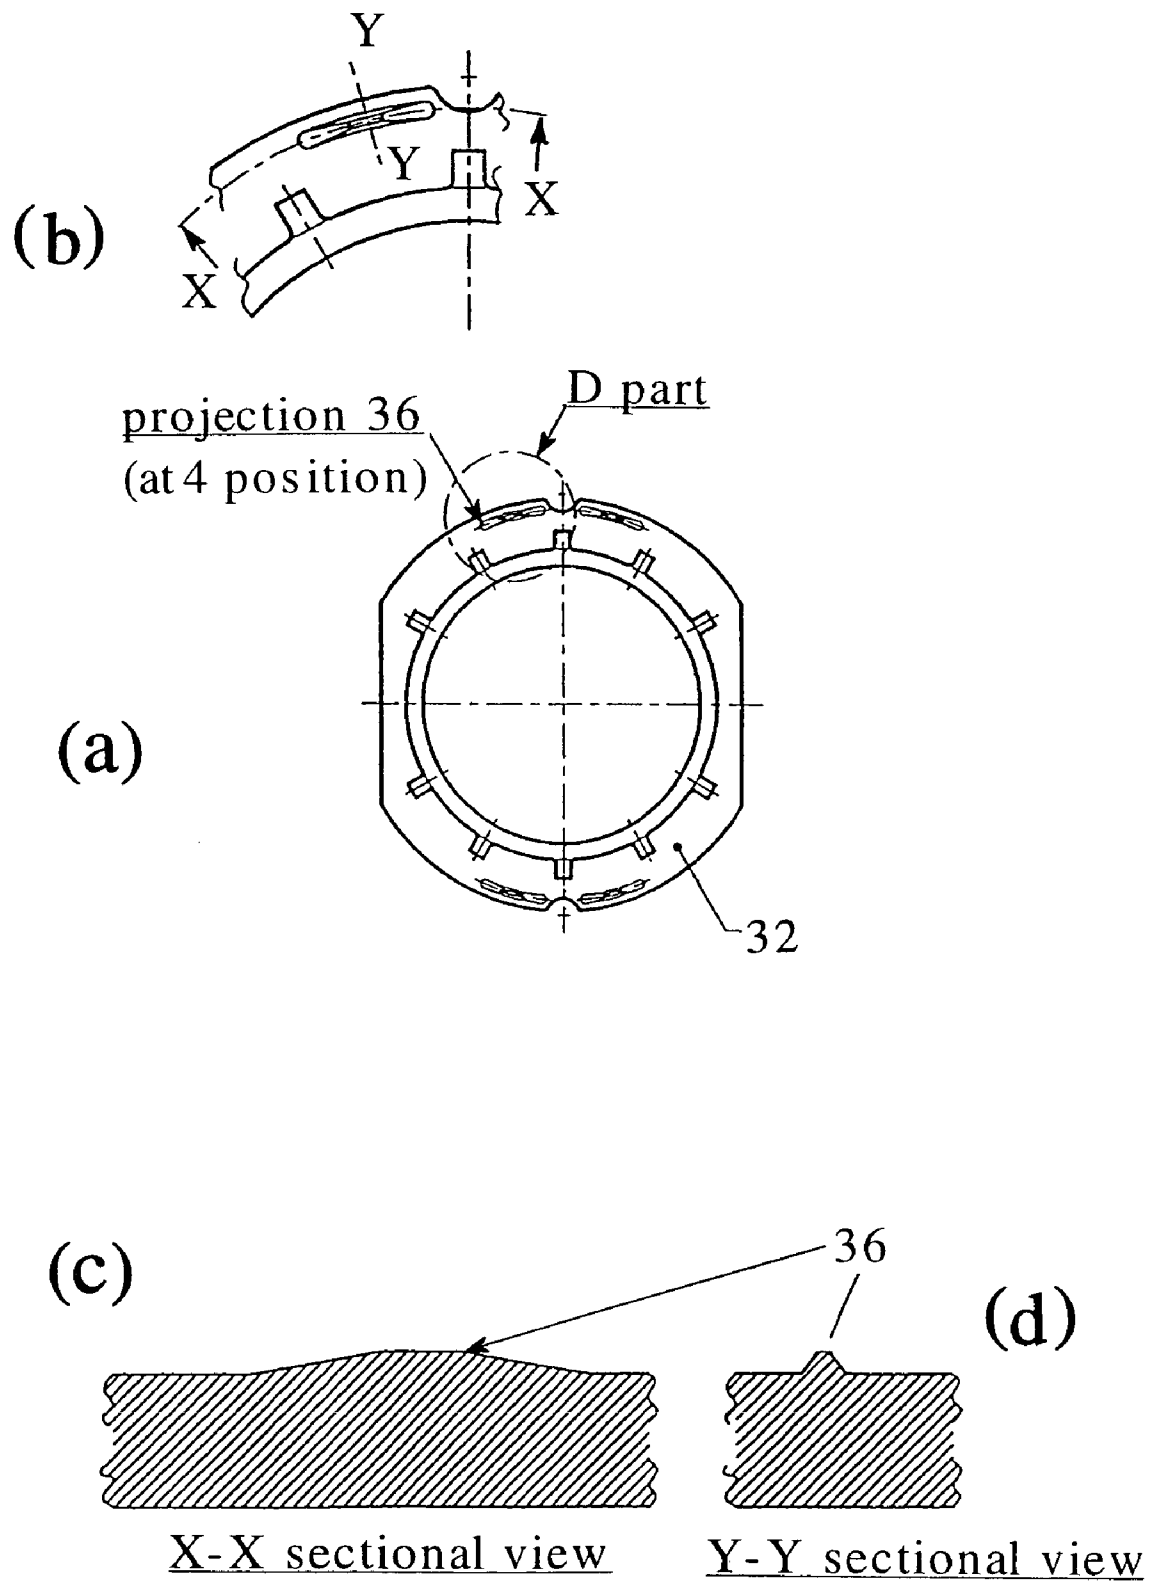 Y
Y
X
X
(b)
D part
projection 36
(at 4 position)
(a)
32
(c)
36
(d)
X-X sectional view
Y-Y sectional view